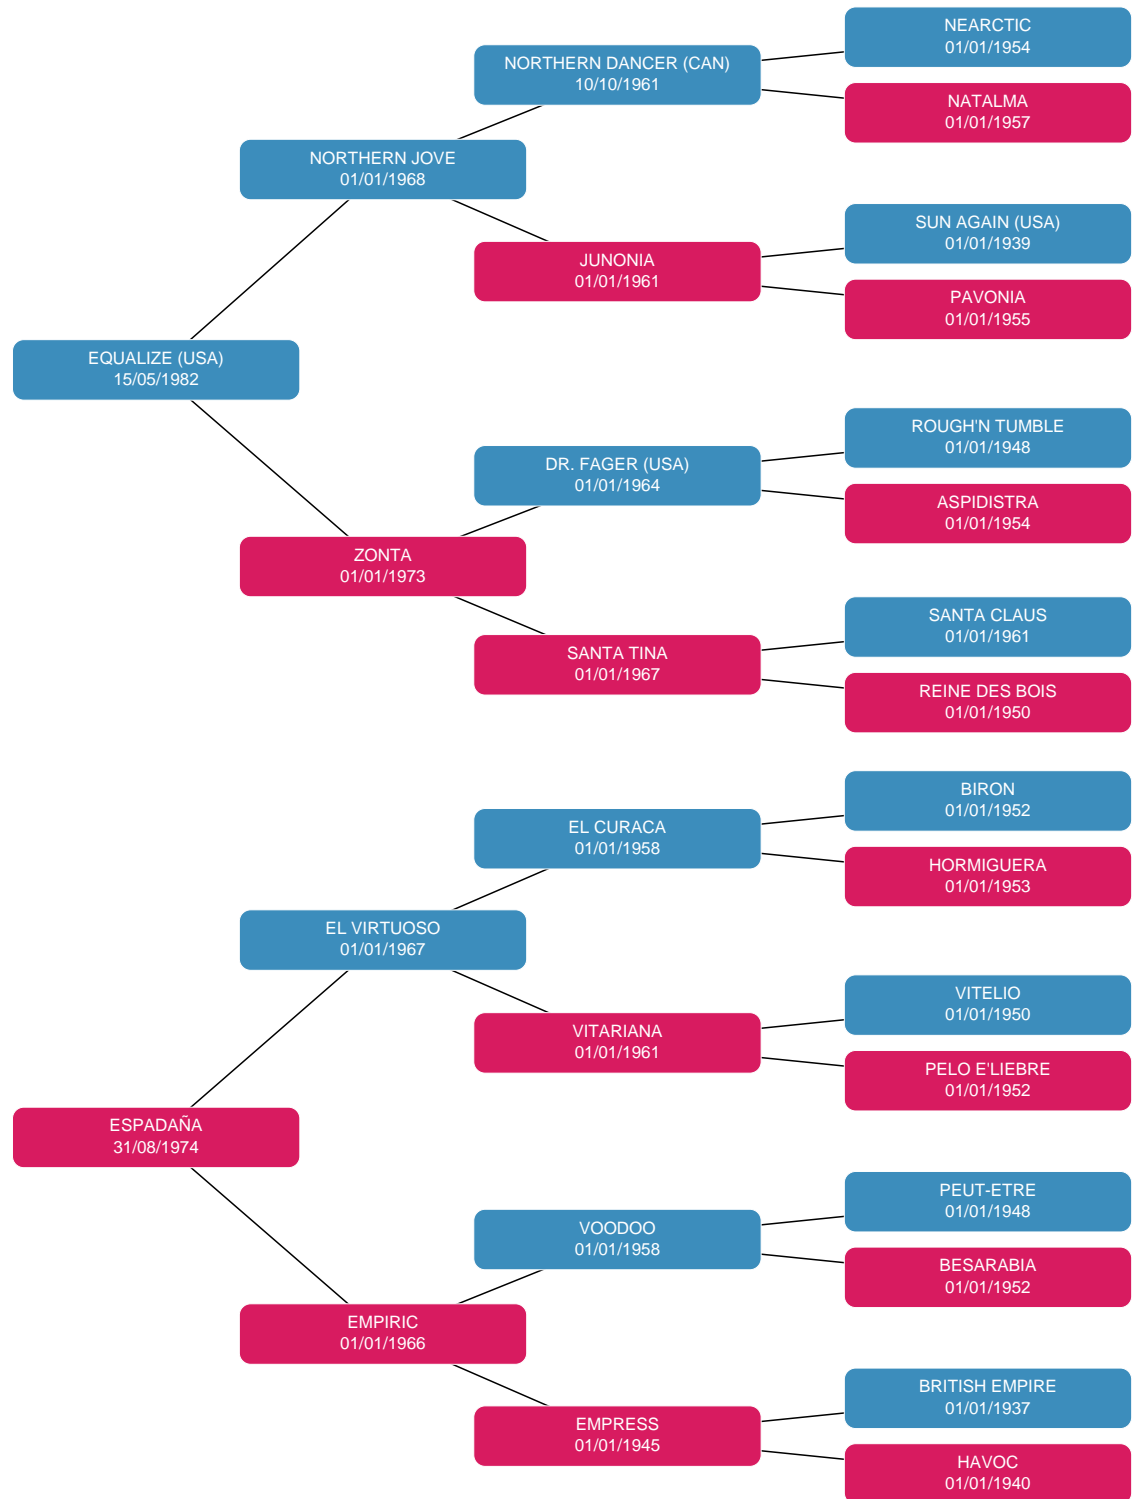 NEARCTIC
01/01/1954
NORTHERN DANCER (CAN)
10/10/1961
NATALMA
01/01/1957
NORTHERN JOVE
01/01/1968
SUN AGAIN (USA)
01/01/1939
JUNONIA
01/01/1961
PAVONIA
01/01/1955
EQUALIZE (USA)
15/05/1982
ROUGH'N TUMBLE
01/01/1948
DR. FAGER (USA)
01/01/1964
ASPIDISTRA
01/01/1954
ZONTA
01/01/1973
SANTA CLAUS
01/01/1961
SANTA TINA
01/01/1967
REINE DES BOIS
01/01/1950
BIRON
01/01/1952
EL CURACA
01/01/1958
HORMIGUERA
01/01/1953
EL VIRTUOSO
01/01/1967
VITELIO
01/01/1950
VITARIANA
01/01/1961
PELO E'LIEBRE
01/01/1952
ESPADAÑA
31/08/1974
PEUT-ETRE
01/01/1948
VOODOO
01/01/1958
BESARABIA
01/01/1952
EMPIRIC
01/01/1966
BRITISH EMPIRE
01/01/1937
EMPRESS
01/01/1945
HAVOC
01/01/1940